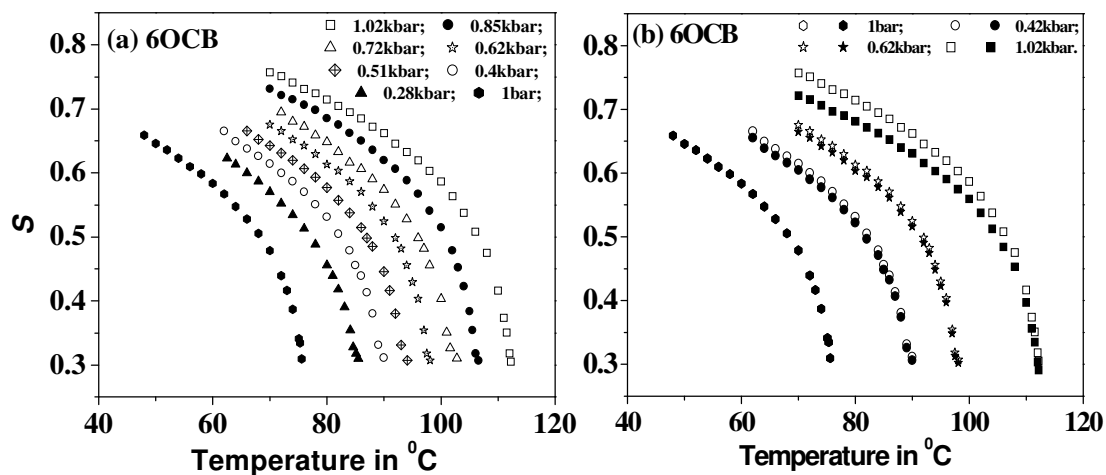 (a) 6OCB
□ 1.02kbar; ● 0.85kbar;
△ 0.72kbar; ☆ 0.62kbar;
0.51kbar; ○ 0.4kbar;
▲ 0.28kbar; 1bar;
0.8
0.7
0.6
0.5
0.4
0.3
S
40 60 80 100 120
Temperature in ⁰C
(b) 6OCB
1bar; 0.42kbar;
0.62kbar; 1.02kbar.
0.8
0.7
0.6
0.5
0.4
0.3
40 60 80 100 120
Temperature in ⁰C